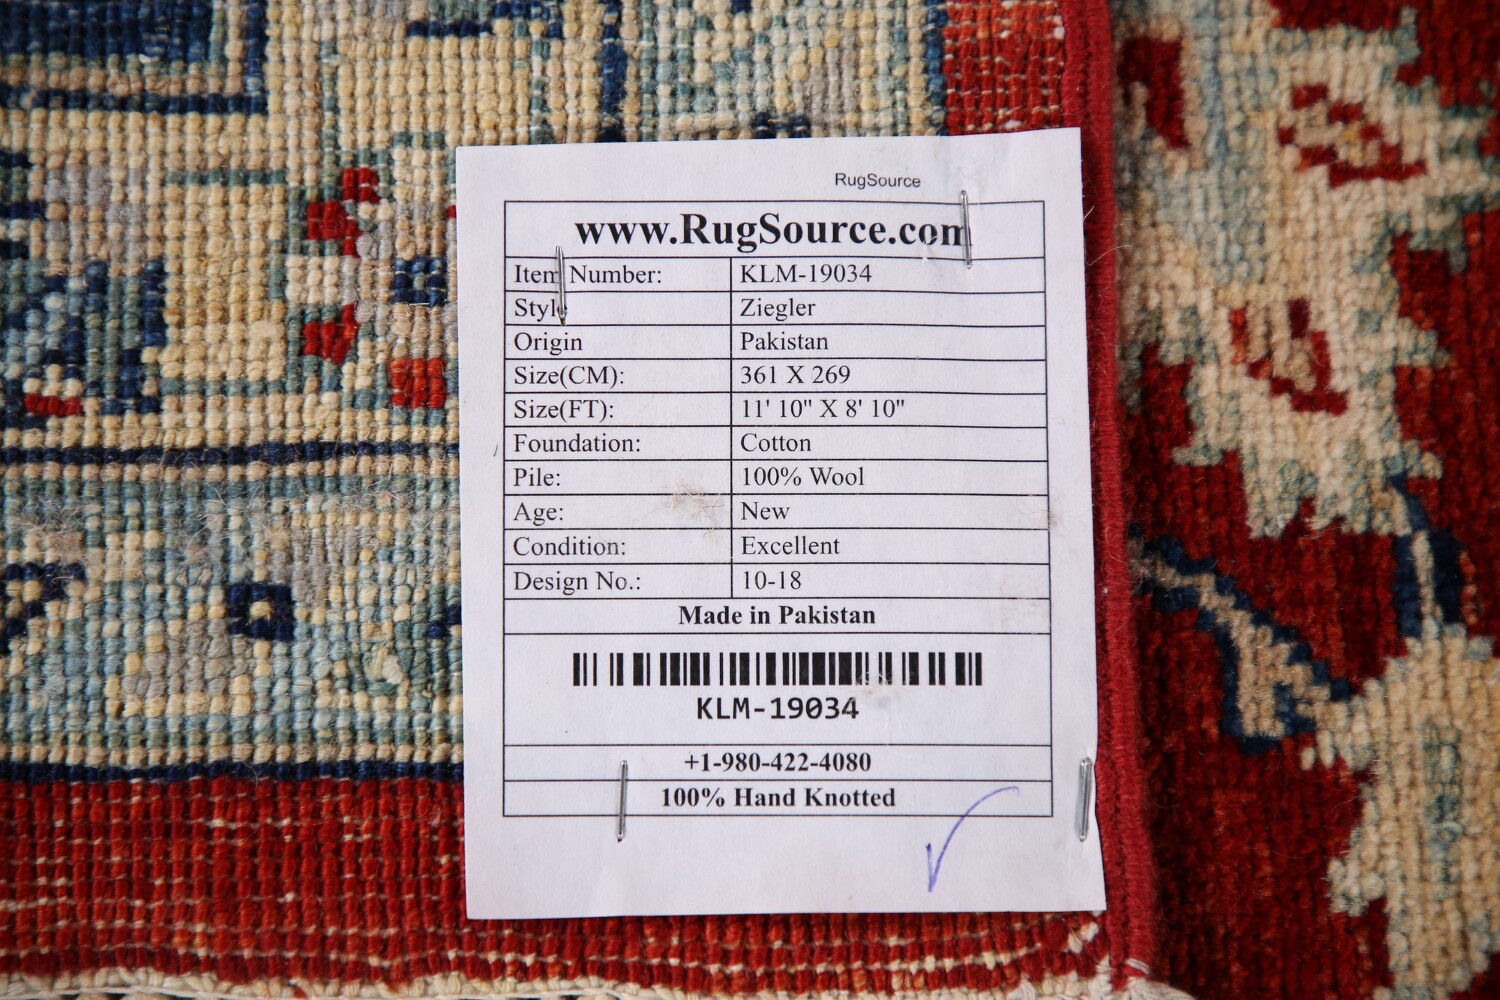 RugSource
www.RugSource.com
Item Number: KLM-19034
Style Ziegler
Origin Pakistan
Size(CM): 361 X 269
Size(FT): 11' 10" X 8' 10"
Foundation: Cotton
Pile: 100% Wool
Age: New
Condition: Excellent
Design No.: 10-18
Made in Pakistan
KLM-19034
+1-980-422-4080
100% Hand Knotted